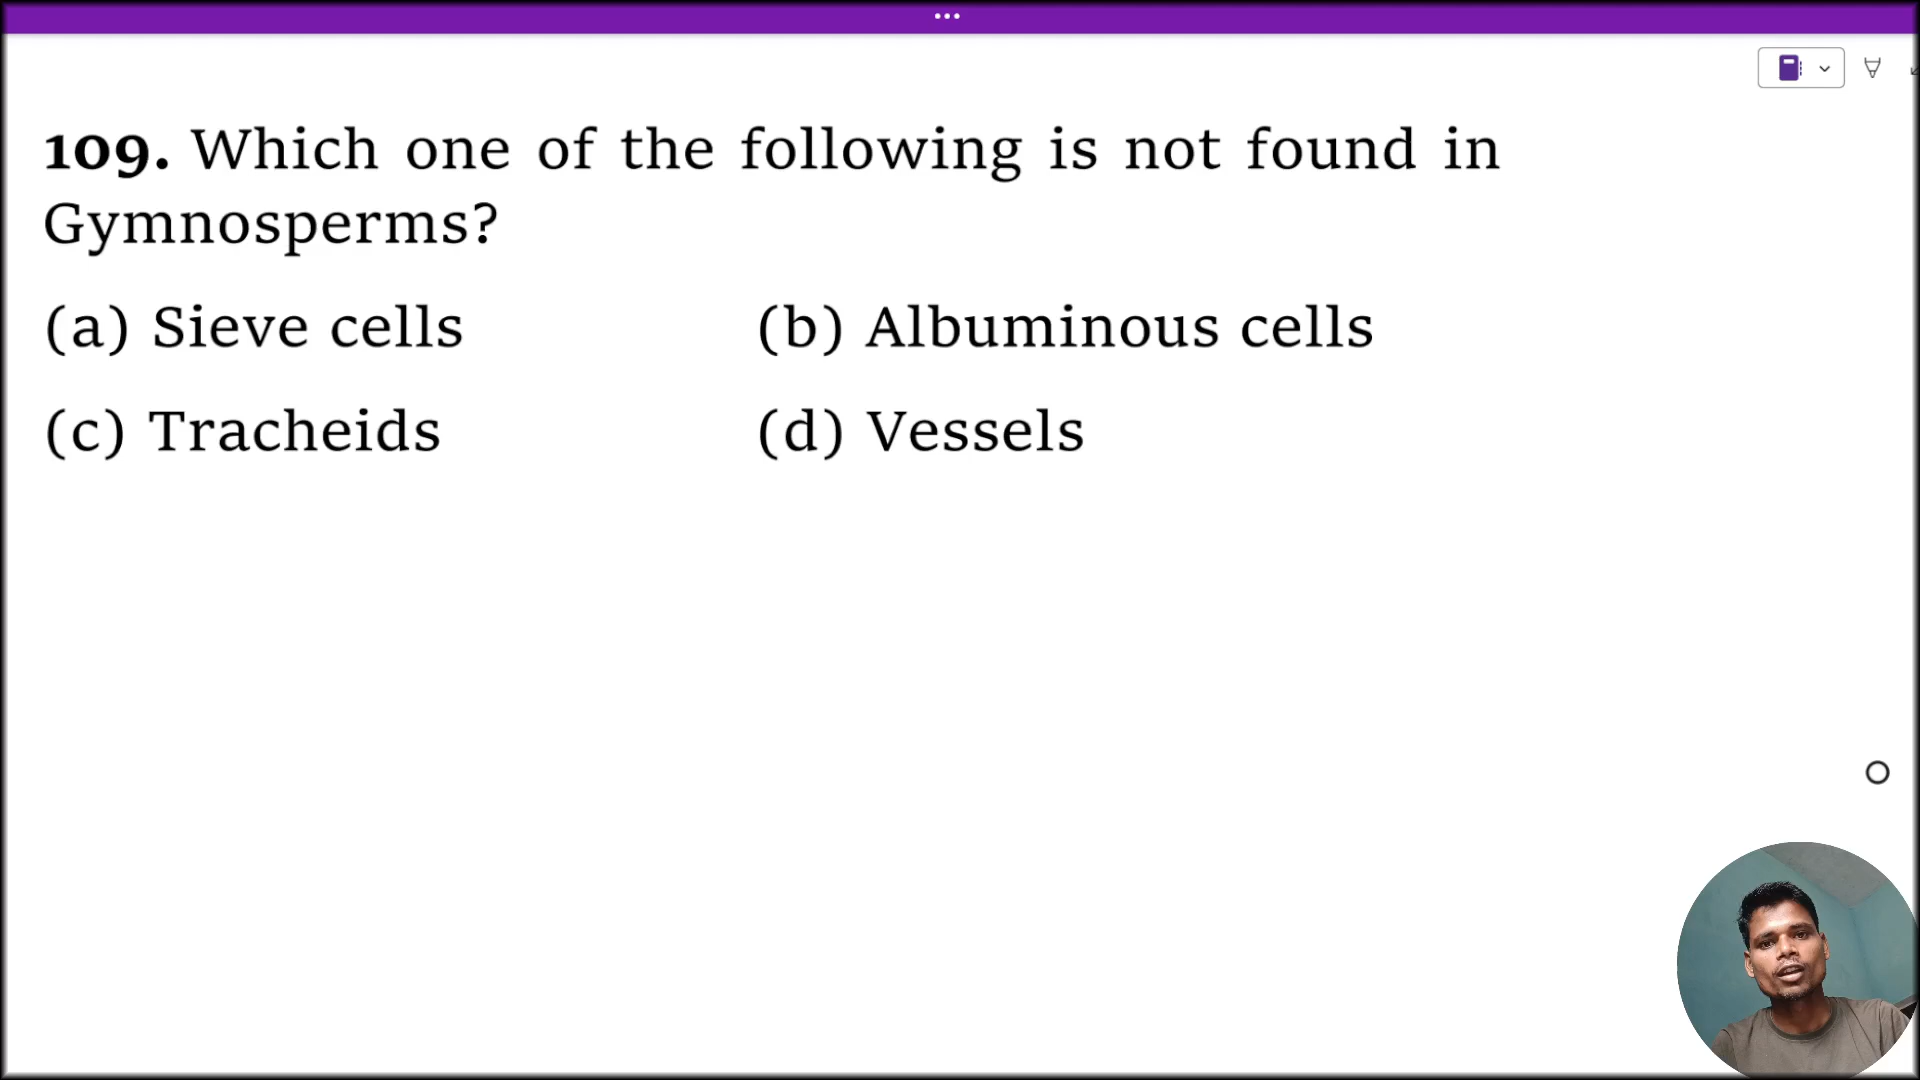 109. Which one of the following is not found in
Gymnosperms?
(a) Sieve cells (b) Albuminous cells
(c) Tracheids (d) Vessels